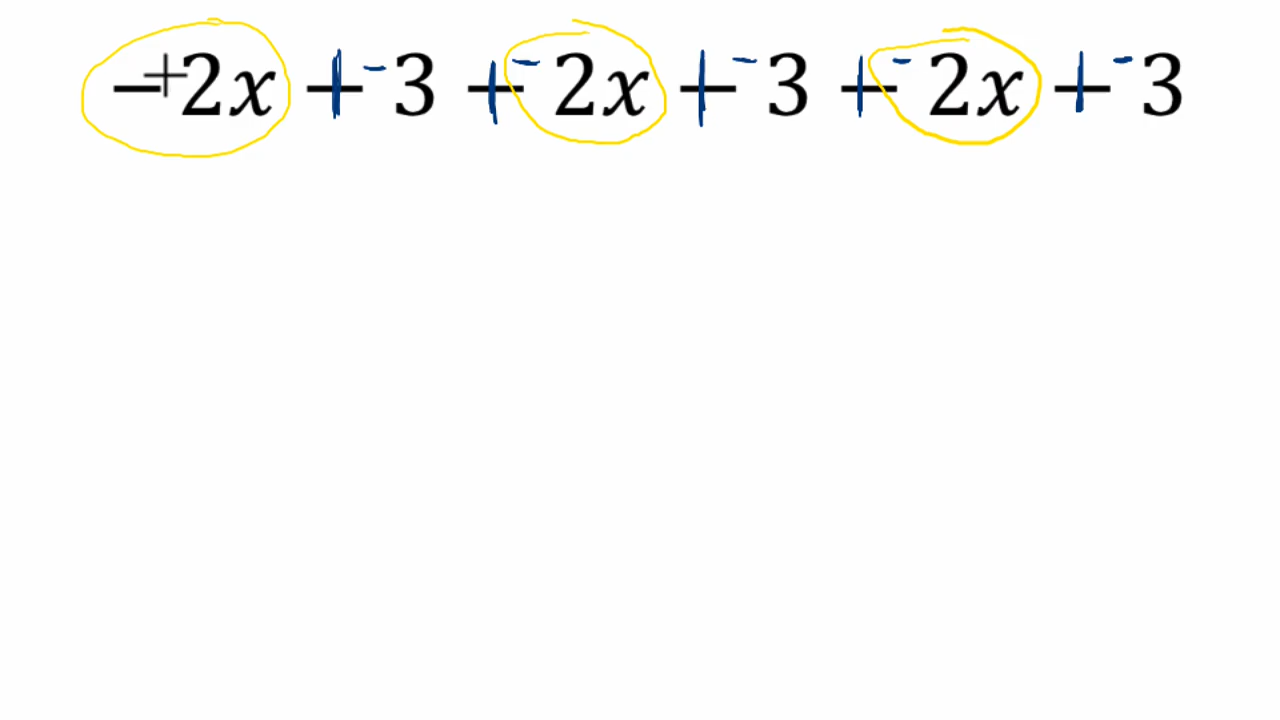 −2x + ⁻3 + ⁻2x + ⁻3 + ⁻2x + ⁻3